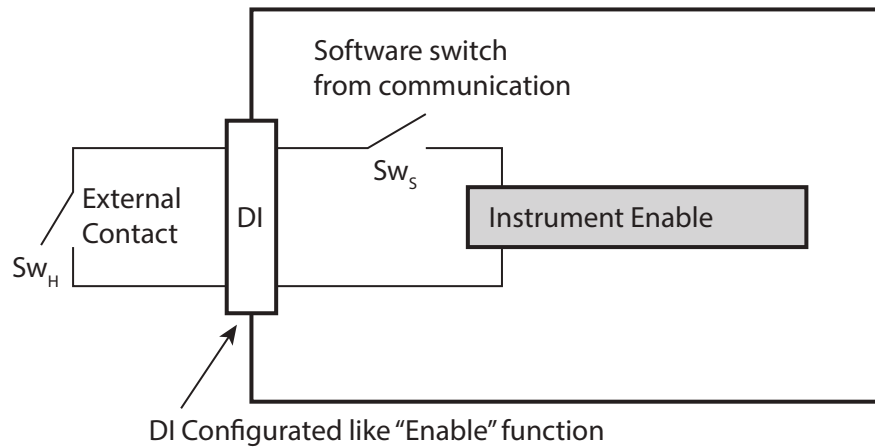 Software switch
from communication
Sw_S
External
Contact
DI
Instrument Enable
Sw_H
DI Configurated like “Enable” function